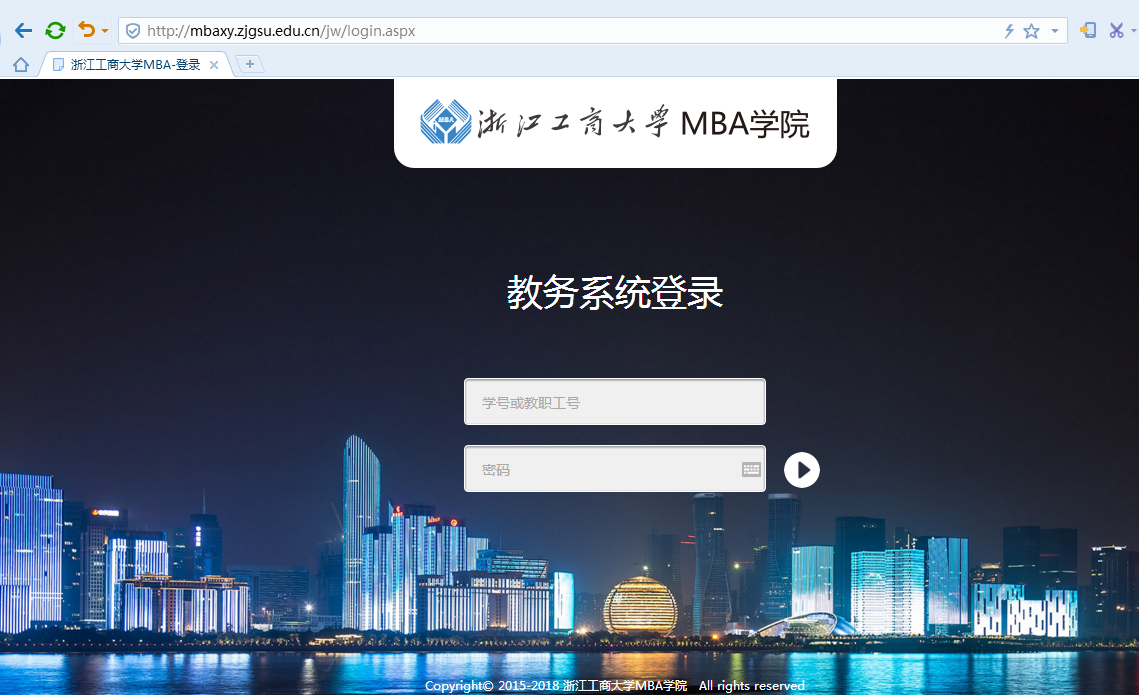 http://mbaxy.zjgsu.edu.cn/jw/login.aspx
浙江工商大学MBA-登录
MBA
浙江工商大学 MBA学院
教务系统登录
学号或教职工号
密码
Copyright© 2015-2018 浙江工商大学MBA学院 All rights reserved